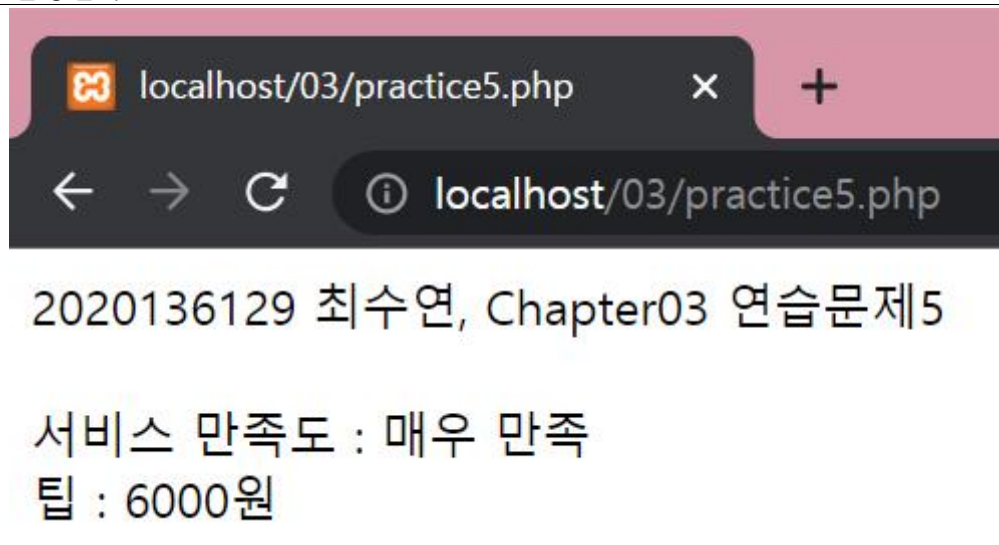 localhost/03/practice5.php
localhost/03/practice5.php
2020136129 최수연, Chapter03 연습문제5
서비스 만족도 : 매우 만족
팁 : 6000원